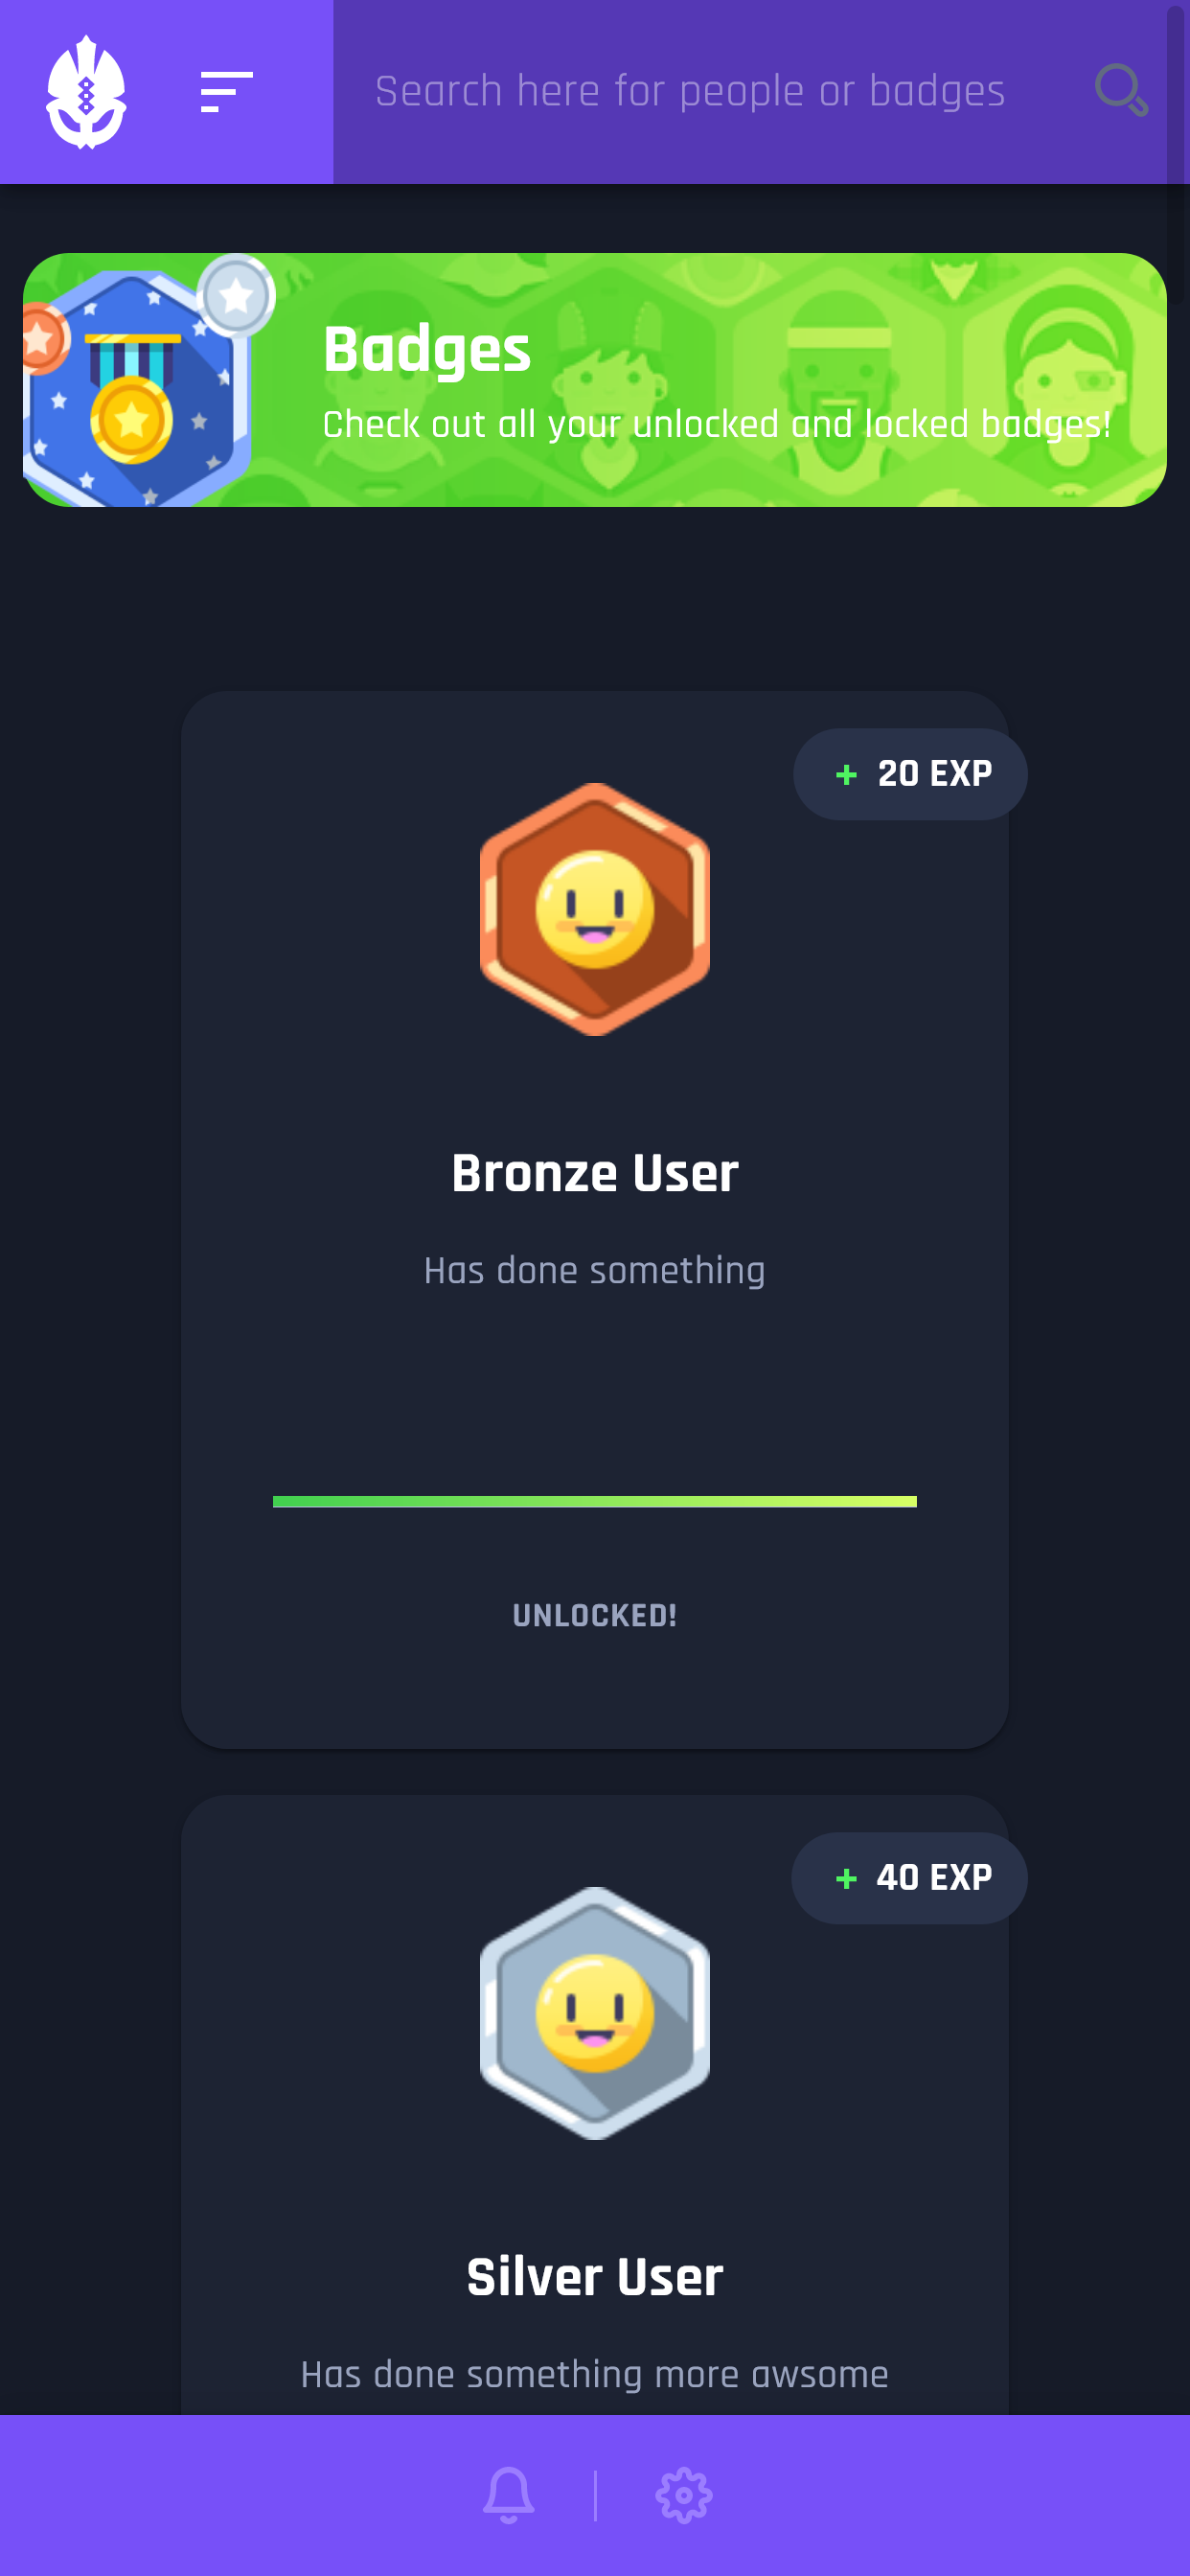 Search here for people or badges
Badges
Check out all your unlocked and locked badges!
+ 20 EXP
Bronze User
Has done something
UNLOCKED!
+ 40 EXP
Silver User
Has done something more awsome